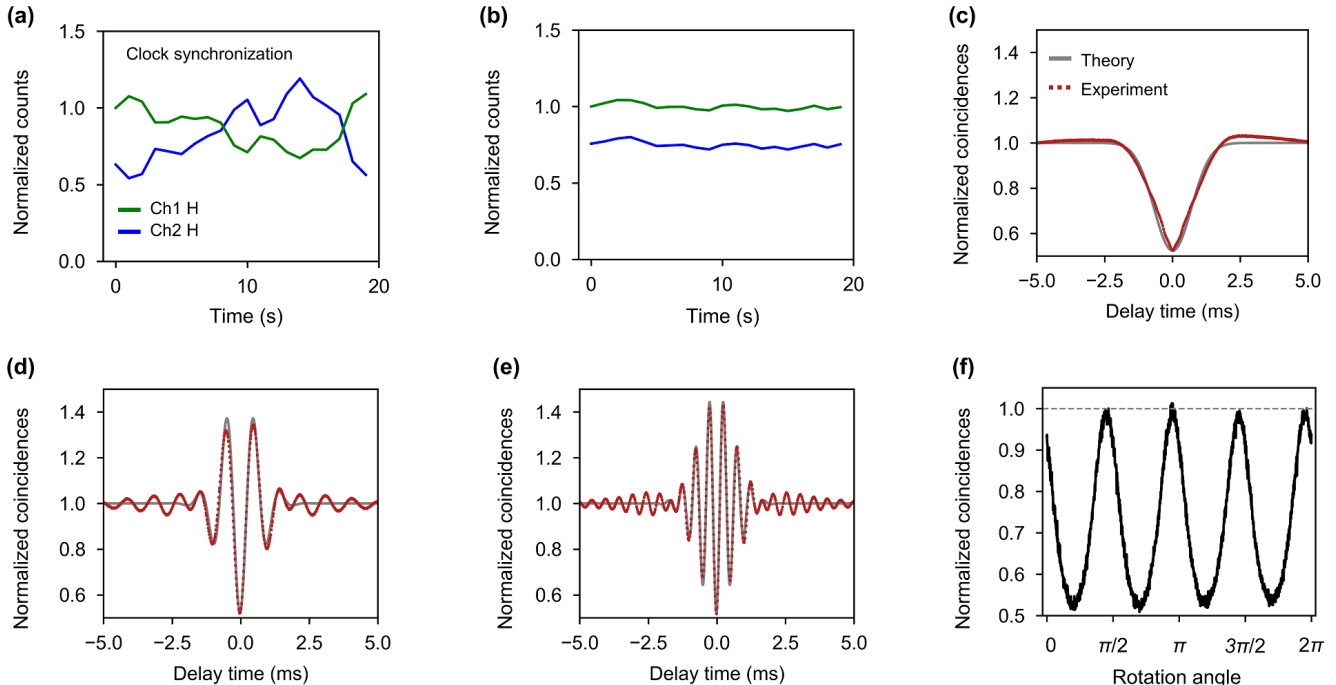 (a)
1.5
1.0
0.5
0.0
Normalized counts
Clock synchronization
Ch1 H
Ch2 H
0
10
20
Time (s)
(b)
1.5
1.0
0.5
0.0
Normalized counts
0
10
20
Time (s)
(c)
1.4
1.2
1.0
0.8
0.6
Normalized coincidences
Theory
Experiment
−5.0
−2.5
0.0
2.5
5.0
Delay time (ms)
(d)
1.4
1.2
1.0
0.8
0.6
Normalized coincidences
−5.0
−2.5
0.0
2.5
5.0
Delay time (ms)
(e)
1.4
1.2
1.0
0.8
0.6
Normalized coincidences
−5.0
−2.5
0.0
2.5
5.0
Delay time (ms)
(f)
1.0
0.9
0.8
0.7
0.6
0.5
Normalized coincidences
0
π/2
π
3π/2
2π
Rotation angle